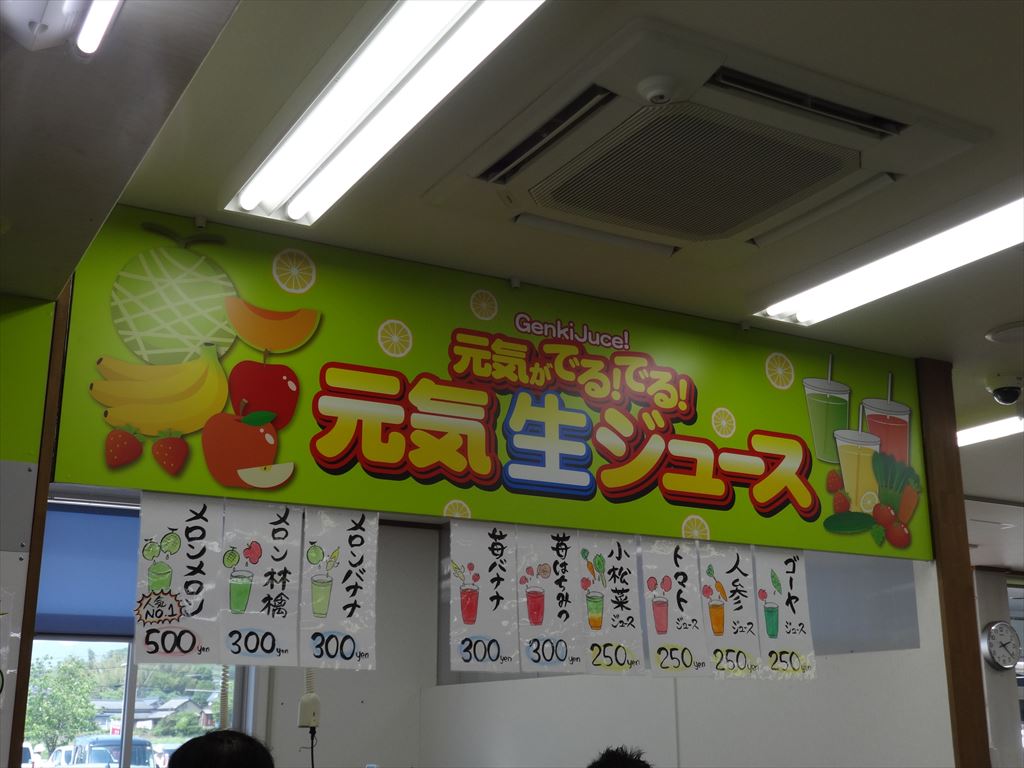 GenkiJuce!
元気がでる!でる!
元気生ジュース
メロンメロン
人気
NO.1
500yen
メロン林檎
300yen
メロンバナナ
300yen
苺バナナ
300yen
苺はちみつ
300yen
小松菜
ジュース
250yen
トマト
ジュース
250yen
人参
ジュース
250yen
ゴーヤ
ジュース
250yen